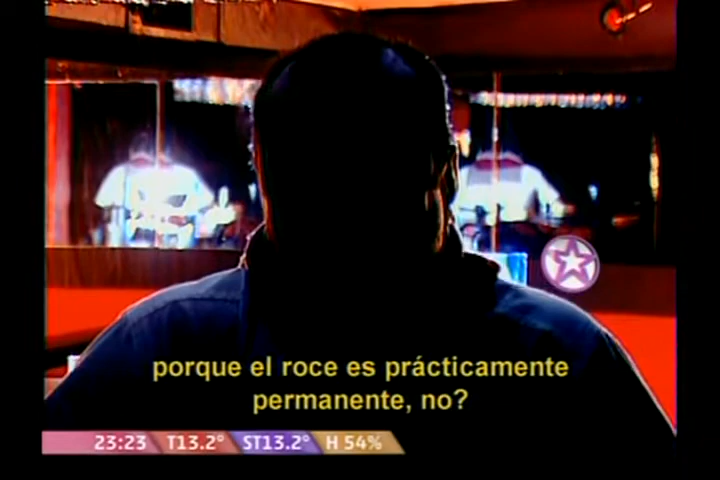 porque el roce es prácticamente
permanente, no?
23:23 T13.2° ST13.2° H 54%